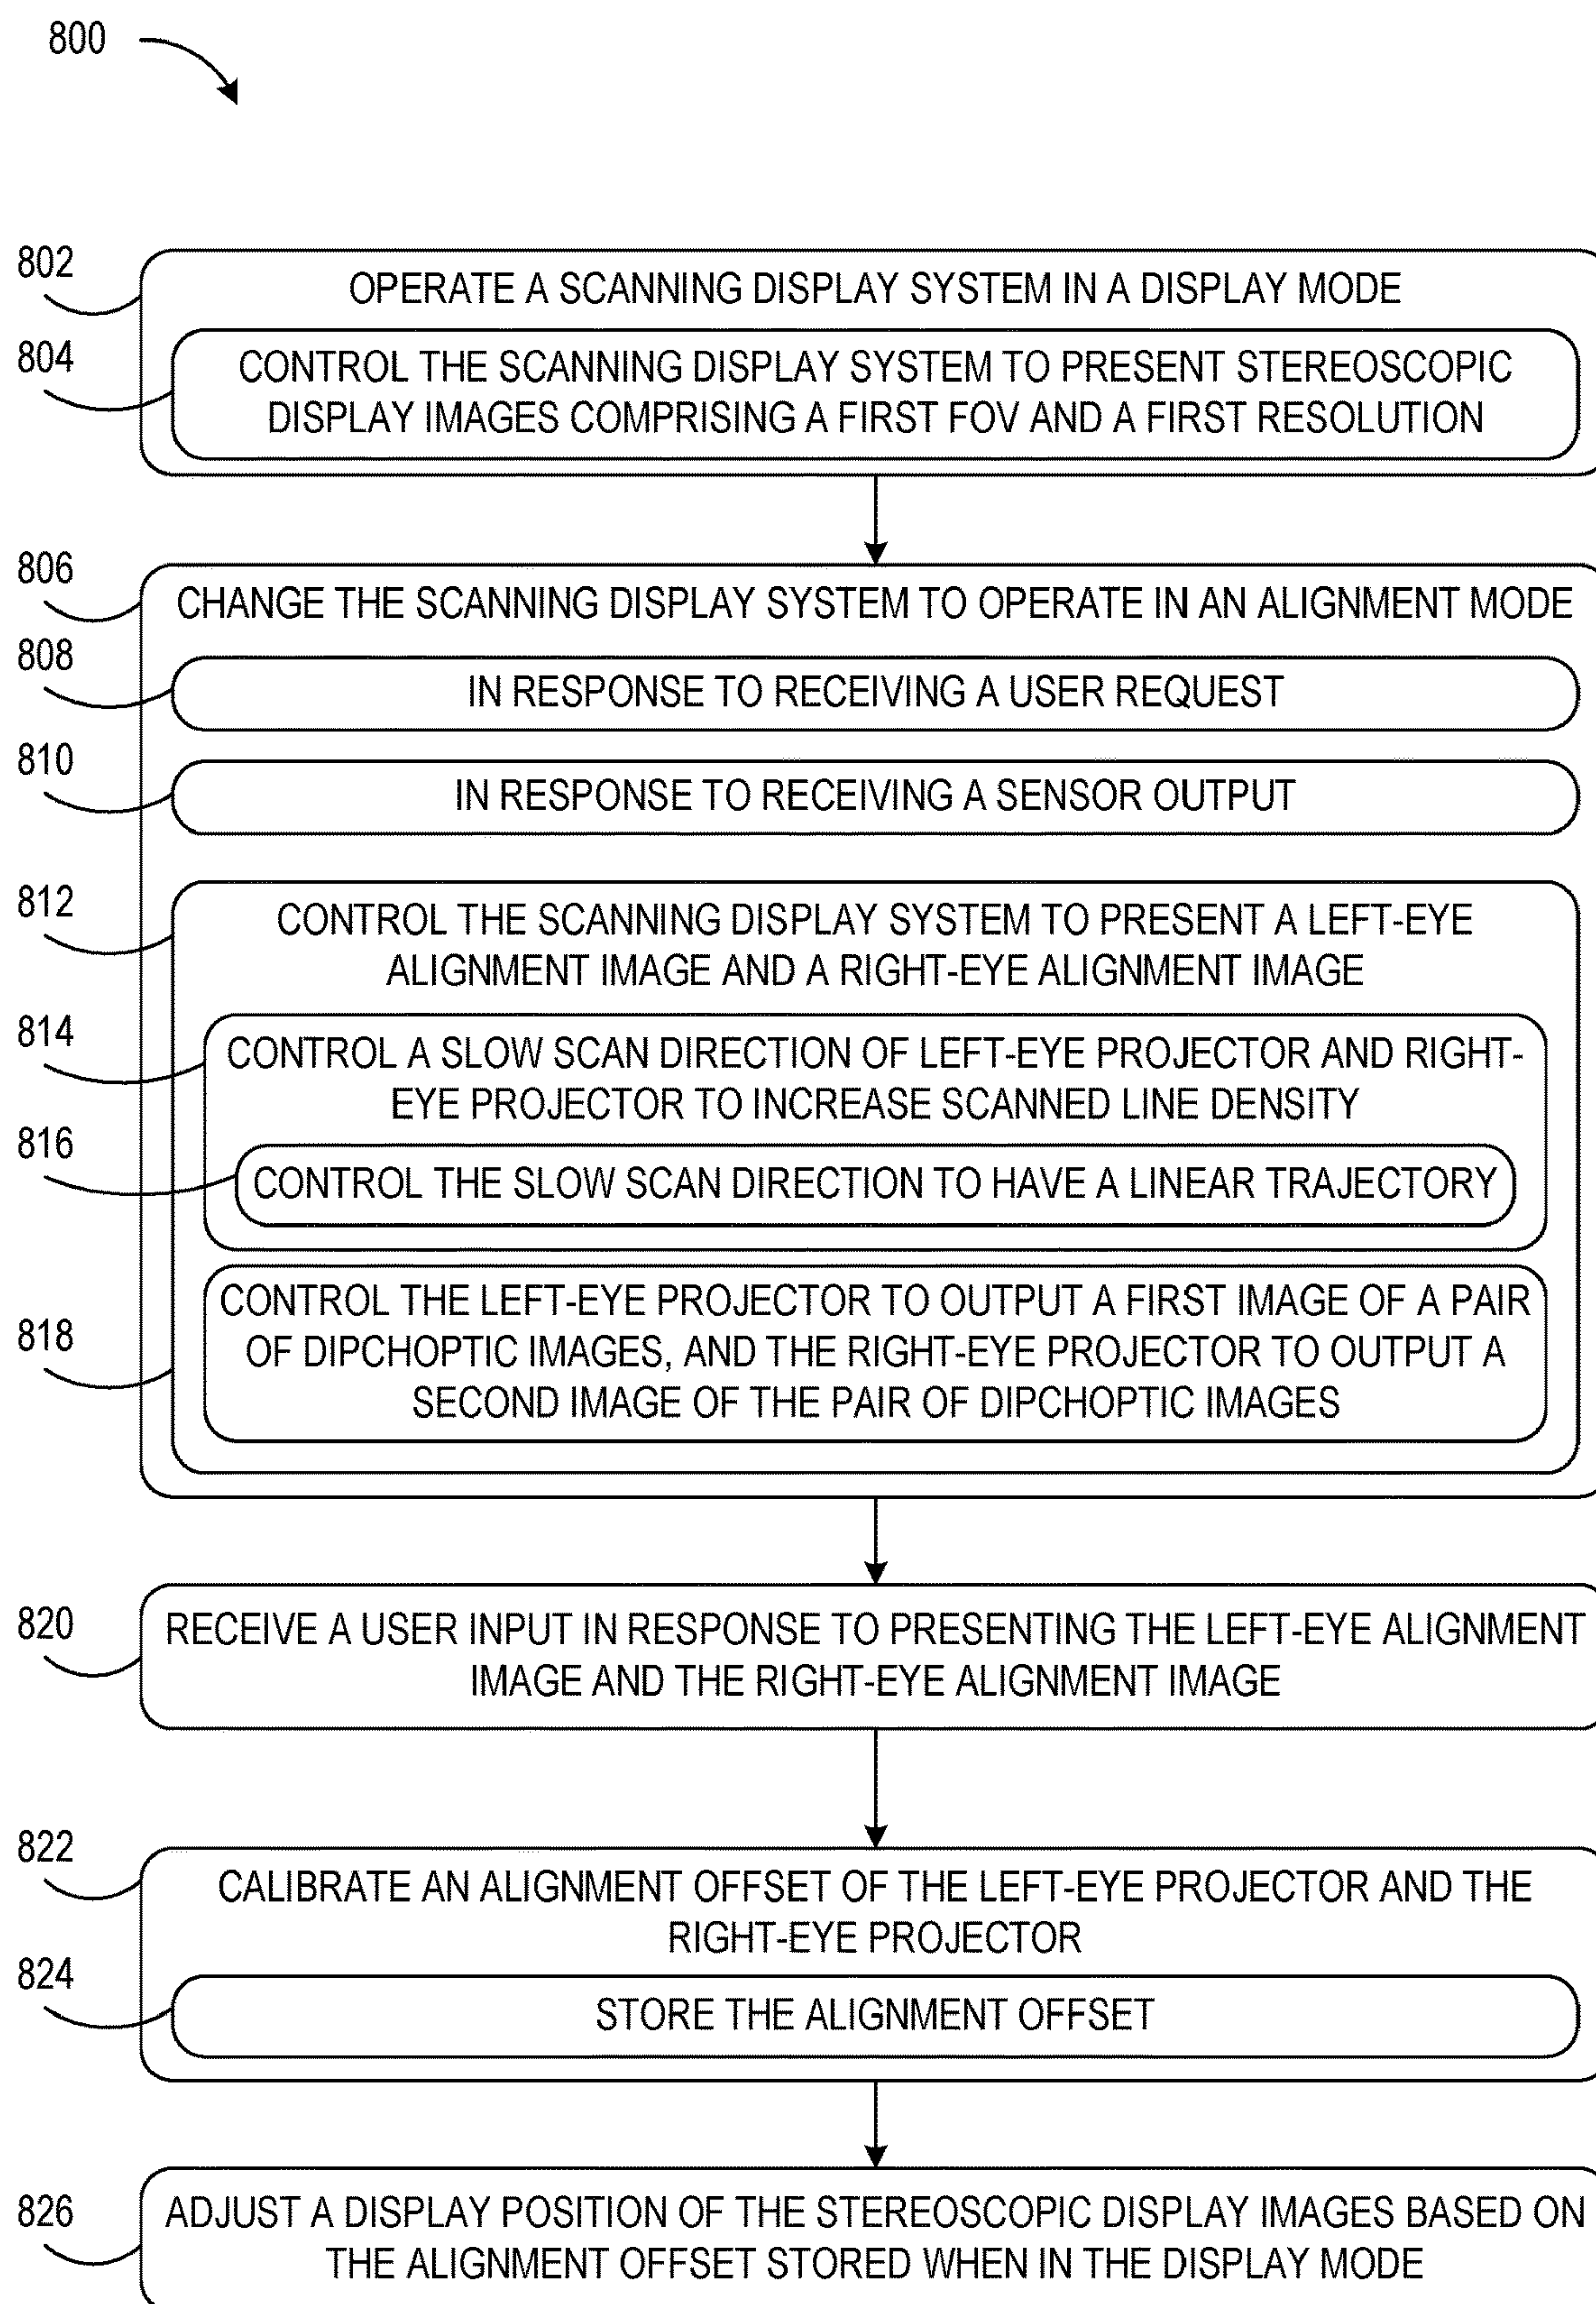 800
802
OPERATE A SCANNING DISPLAY SYSTEM IN A DISPLAY MODE
804
CONTROL THE SCANNING DISPLAY SYSTEM TO PRESENT STEREOSCOPIC
DISPLAY IMAGES COMPRISING A FIRST FOV AND A FIRST RESOLUTION
806
CHANGE THE SCANNING DISPLAY SYSTEM TO OPERATE IN AN ALIGNMENT MODE
808
IN RESPONSE TO RECEIVING A USER REQUEST
810
IN RESPONSE TO RECEIVING A SENSOR OUTPUT
812
CONTROL THE SCANNING DISPLAY SYSTEM TO PRESENT A LEFT-EYE
ALIGNMENT IMAGE AND A RIGHT-EYE ALIGNMENT IMAGE
814
CONTROL A SLOW SCAN DIRECTION OF LEFT-EYE PROJECTOR AND RIGHT-
EYE PROJECTOR TO INCREASE SCANNED LINE DENSITY
816
CONTROL THE SLOW SCAN DIRECTION TO HAVE A LINEAR TRAJECTORY
818
CONTROL THE LEFT-EYE PROJECTOR TO OUTPUT A FIRST IMAGE OF A PAIR
OF DIPCHOPTIC IMAGES, AND THE RIGHT-EYE PROJECTOR TO OUTPUT A
SECOND IMAGE OF THE PAIR OF DIPCHOPTIC IMAGES
820
RECEIVE A USER INPUT IN RESPONSE TO PRESENTING THE LEFT-EYE ALIGNMENT
IMAGE AND THE RIGHT-EYE ALIGNMENT IMAGE
822
CALIBRATE AN ALIGNMENT OFFSET OF THE LEFT-EYE PROJECTOR AND THE
RIGHT-EYE PROJECTOR
824
STORE THE ALIGNMENT OFFSET
826
ADJUST A DISPLAY POSITION OF THE STEREOSCOPIC DISPLAY IMAGES BASED ON
THE ALIGNMENT OFFSET STORED WHEN IN THE DISPLAY MODE